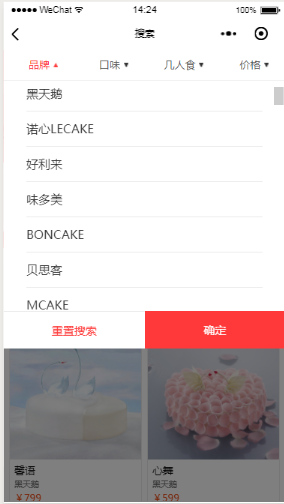 WeChat 14:24 100%
搜索
品牌▲ 口味▼ 几人食▼ 价格▼
黑天鹅
诺心LECAKE
好利来
味多美
BONCAKE
贝思客
MCAKE
重置搜索 确定
馨语 心舞
黑天鹅 黑天鹅
￥799 ￥599